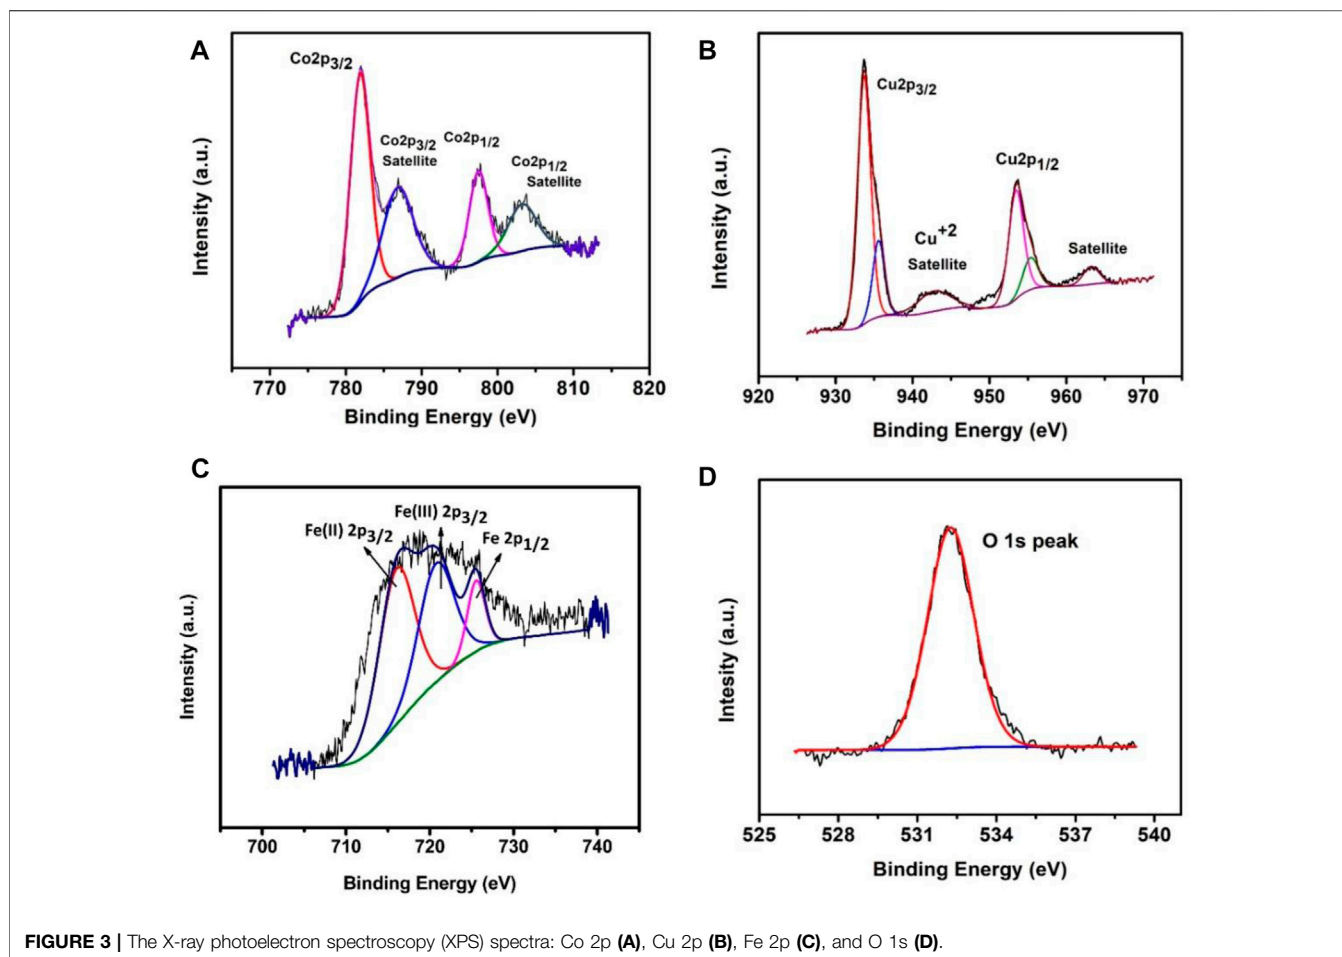 A
Co2p3/2
Co2p3/2
Satellite
Co2p1/2
Co2p1/2
Satellite
Intensity (a.u.)
770 780 790 800 810 820
Binding Energy (eV)
B
Cu2p3/2
Cu+2
Satellite
Cu2p1/2
Satellite
Intensity (a.u.)
920 930 940 950 960 970
Binding Energy (eV)
C
Fe(II) 2p3/2
Fe(III) 2p3/2
Fe 2p1/2
Intensity (a.u.)
700 710 720 730 740
Binding Energy (eV)
D
O 1s peak
Intesity (a.u.)
525 528 531 534 537 540
Binding Energy (eV)
FIGURE 3 | The X-ray photoelectron spectroscopy (XPS) spectra: Co 2p (A), Cu 2p (B), Fe 2p (C), and O 1s (D).